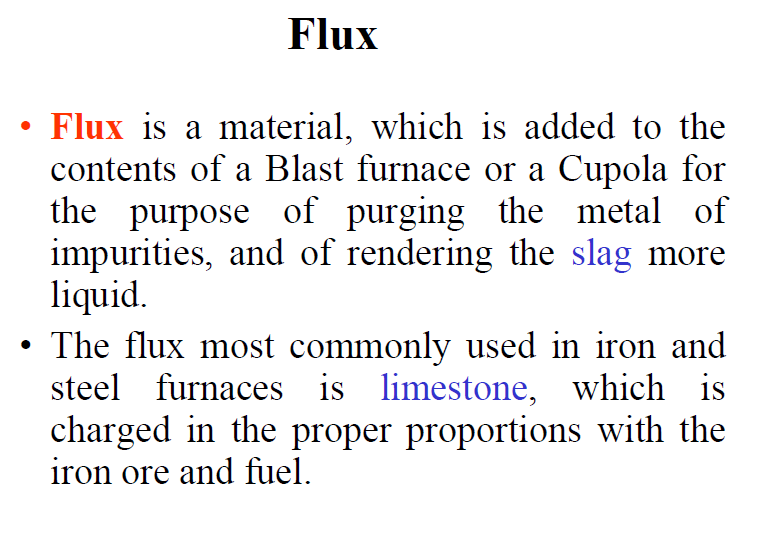 Flux
• Flux is a material, which is added to the
contents of a Blast furnace or a Cupola for
the purpose of purging the metal of
impurities, and of rendering the slag more
liquid.
• The flux most commonly used in iron and
steel furnaces is limestone, which is
charged in the proper proportions with the
iron ore and fuel.